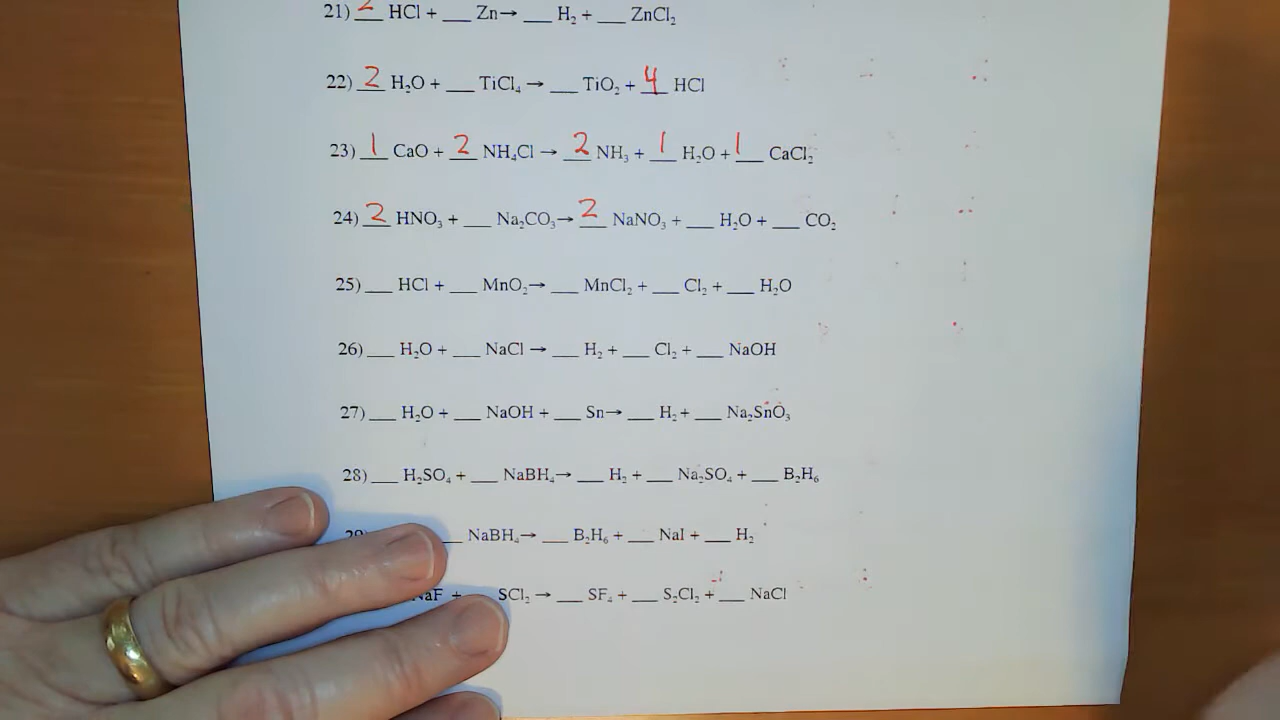 21) 2 HCl + ___ Zn→ ___ H₂ + ___ ZnCl₂
22) 2 H₂O + ___ TiCl₄ → ___ TiO₂ + 4 HCl
23) 1 CaO + 2 NH₄Cl → 2 NH₃ + 1 H₂O + 1 CaCl₂
24) 2 HNO₃ + ___ Na₂CO₃→ 2 NaNO₃ + ___ H₂O + ___ CO₂
25) ___ HCl + ___ MnO₂→ ___ MnCl₂ + ___ Cl₂ + ___ H₂O
26) ___ H₂O + ___ NaCl → ___ H₂ + ___ Cl₂ + ___ NaOH
27) ___ H₂O + ___ NaOH + ___ Sn→ ___ H₂ + ___ Na₂SnO₃
28) ___ H₂SO₄ + ___ NaBH₄→ ___ H₂ + ___ Na₂SO₄ + ___ B₂H₆
29) ___ NaBH₄→ ___ B₂H₆ + ___ NaI + ___ H₂
NaF + SCl₂ → ___ SF₄ + ___ S₂Cl₂ + ___ NaCl